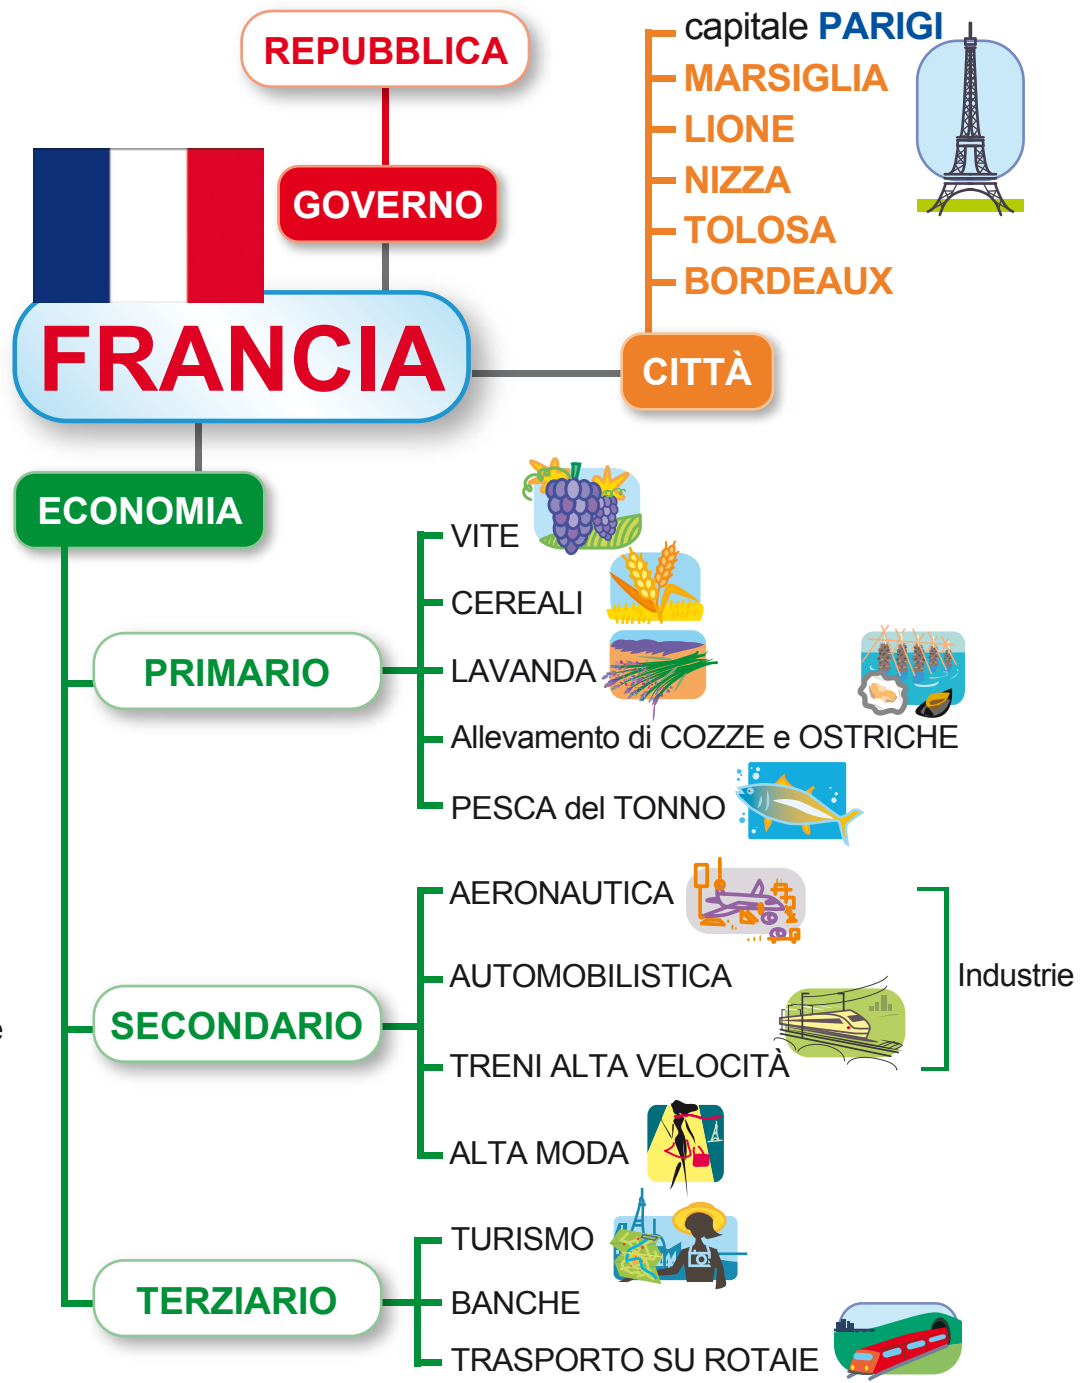 REPUBBLICA
GOVERNO
FRANCIA
capitale PARIGI
MARSIGLIA
LIONE
NIZZA
TOLOSA
BORDEAUX
CITTÀ
ECONOMIA
PRIMARIO
VITE
CEREALI
LAVANDA
Allevamento di COZZE e OSTRICHE
PESCA del TONNO
SECONDARIO
AERONAUTICA
AUTOMOBILISTICA
TRENI ALTA VELOCITÀ
Industrie
ALTA MODA
TERZIARIO
TURISMO
BANCHE
TRASPORTO SU ROTAIE